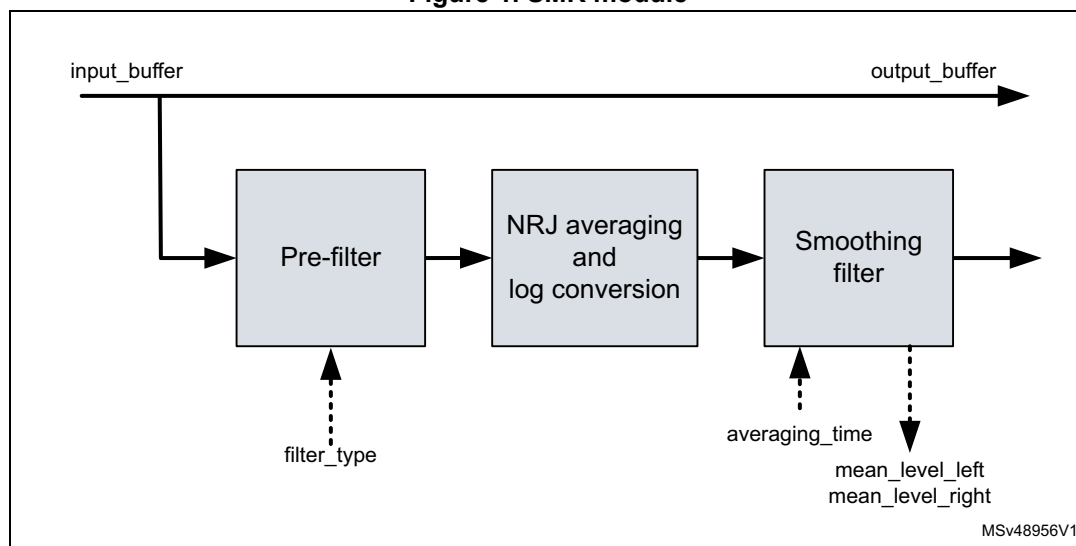 Figure 1. SMR module
input_buffer
output_buffer
Pre-filter
NRJ averaging
and
log conversion
Smoothing
filter
filter_type
averaging_time
mean_level_left
mean_level_right
MSv48956V1